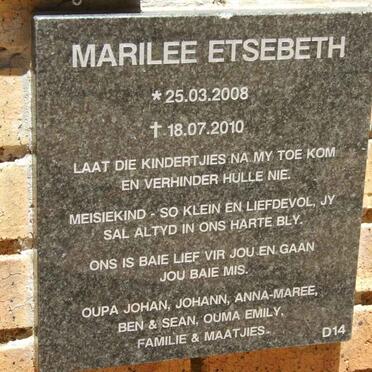 MARILEE ETSEBETH
* 25.03.2008
† 18.07.2010
LAAT DIE KINDERTJIES NA MY TOE KOM
EN VERHINDER HULLE NIE.
MEISIEKIND - SO KLEIN EN LIEFDEVOL, JY
SAL ALTYD IN ONS HARTE BLY.
ONS IS BAIE LIEF VIR JOU EN GAAN
JOU BAIE MIS.
OUPA JOHAN, JOHANN, ANNA-MAREE,
BEN & SEAN, OUMA EMILY,
FAMILIE & MAATJIES.
D14